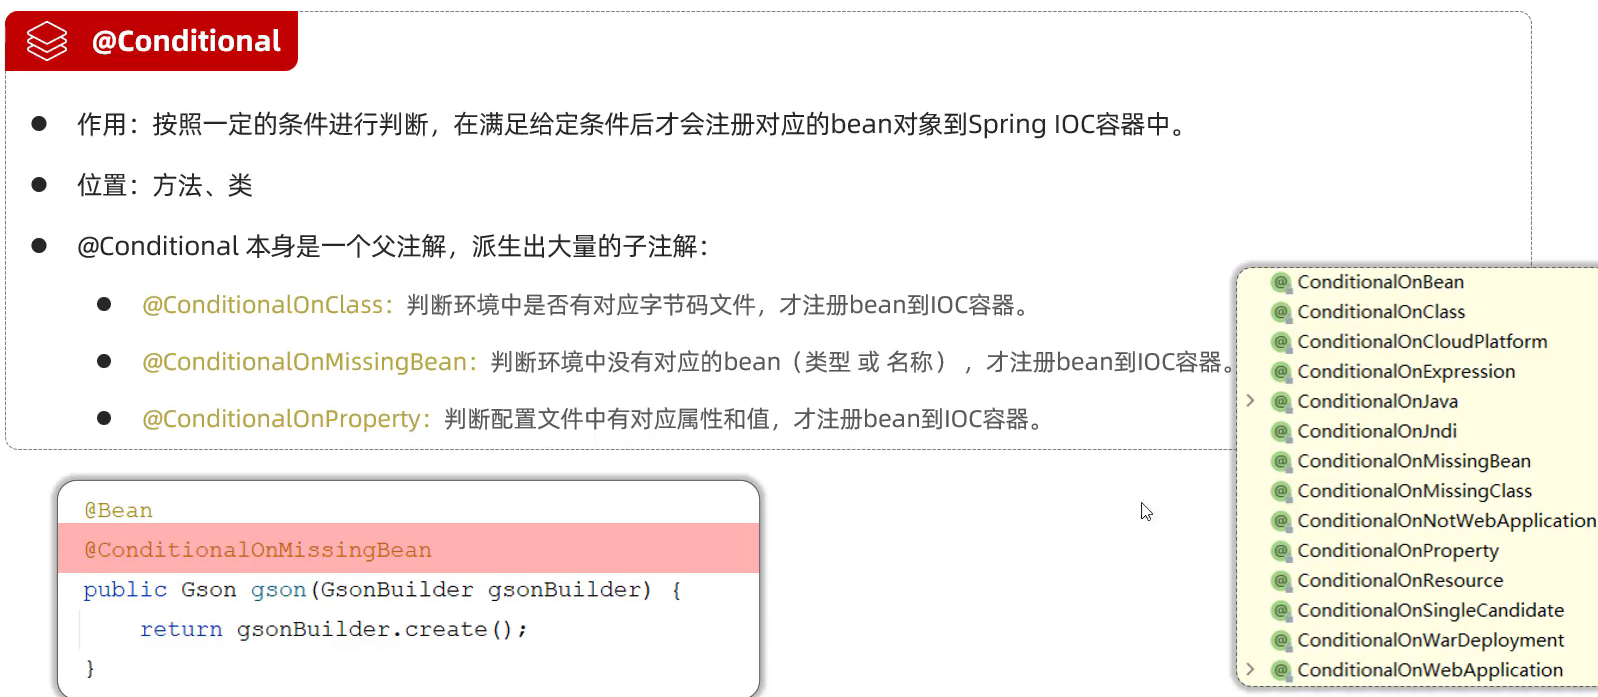 @Conditional
作用：按照一定的条件进行判断，在满足给定条件后才会注册对应的bean对象到Spring IOC容器中。
位置：方法、类
@Conditional 本身是一个父注解，派生出大量的子注解：
@ConditionalOnClass：判断环境中是否有对应字节码文件，才注册bean到IOC容器。
@ConditionalOnMissingBean：判断环境中没有对应的bean（类型 或 名称） ，才注册bean到IOC容器。
@ConditionalOnProperty：判断配置文件中有对应属性和值，才注册bean到IOC容器。
@Bean
@ConditionalOnMissingBean
public Gson gson(GsonBuilder gsonBuilder) {
    return gsonBuilder.create();
}
ConditionalOnBean
ConditionalOnClass
ConditionalOnCloudPlatform
ConditionalOnExpression
ConditionalOnJava
ConditionalOnJndi
ConditionalOnMissingBean
ConditionalOnMissingClass
ConditionalOnNotWebApplication
ConditionalOnProperty
ConditionalOnResource
ConditionalOnSingleCandidate
ConditionalOnWarDeployment
ConditionalOnWebApplication